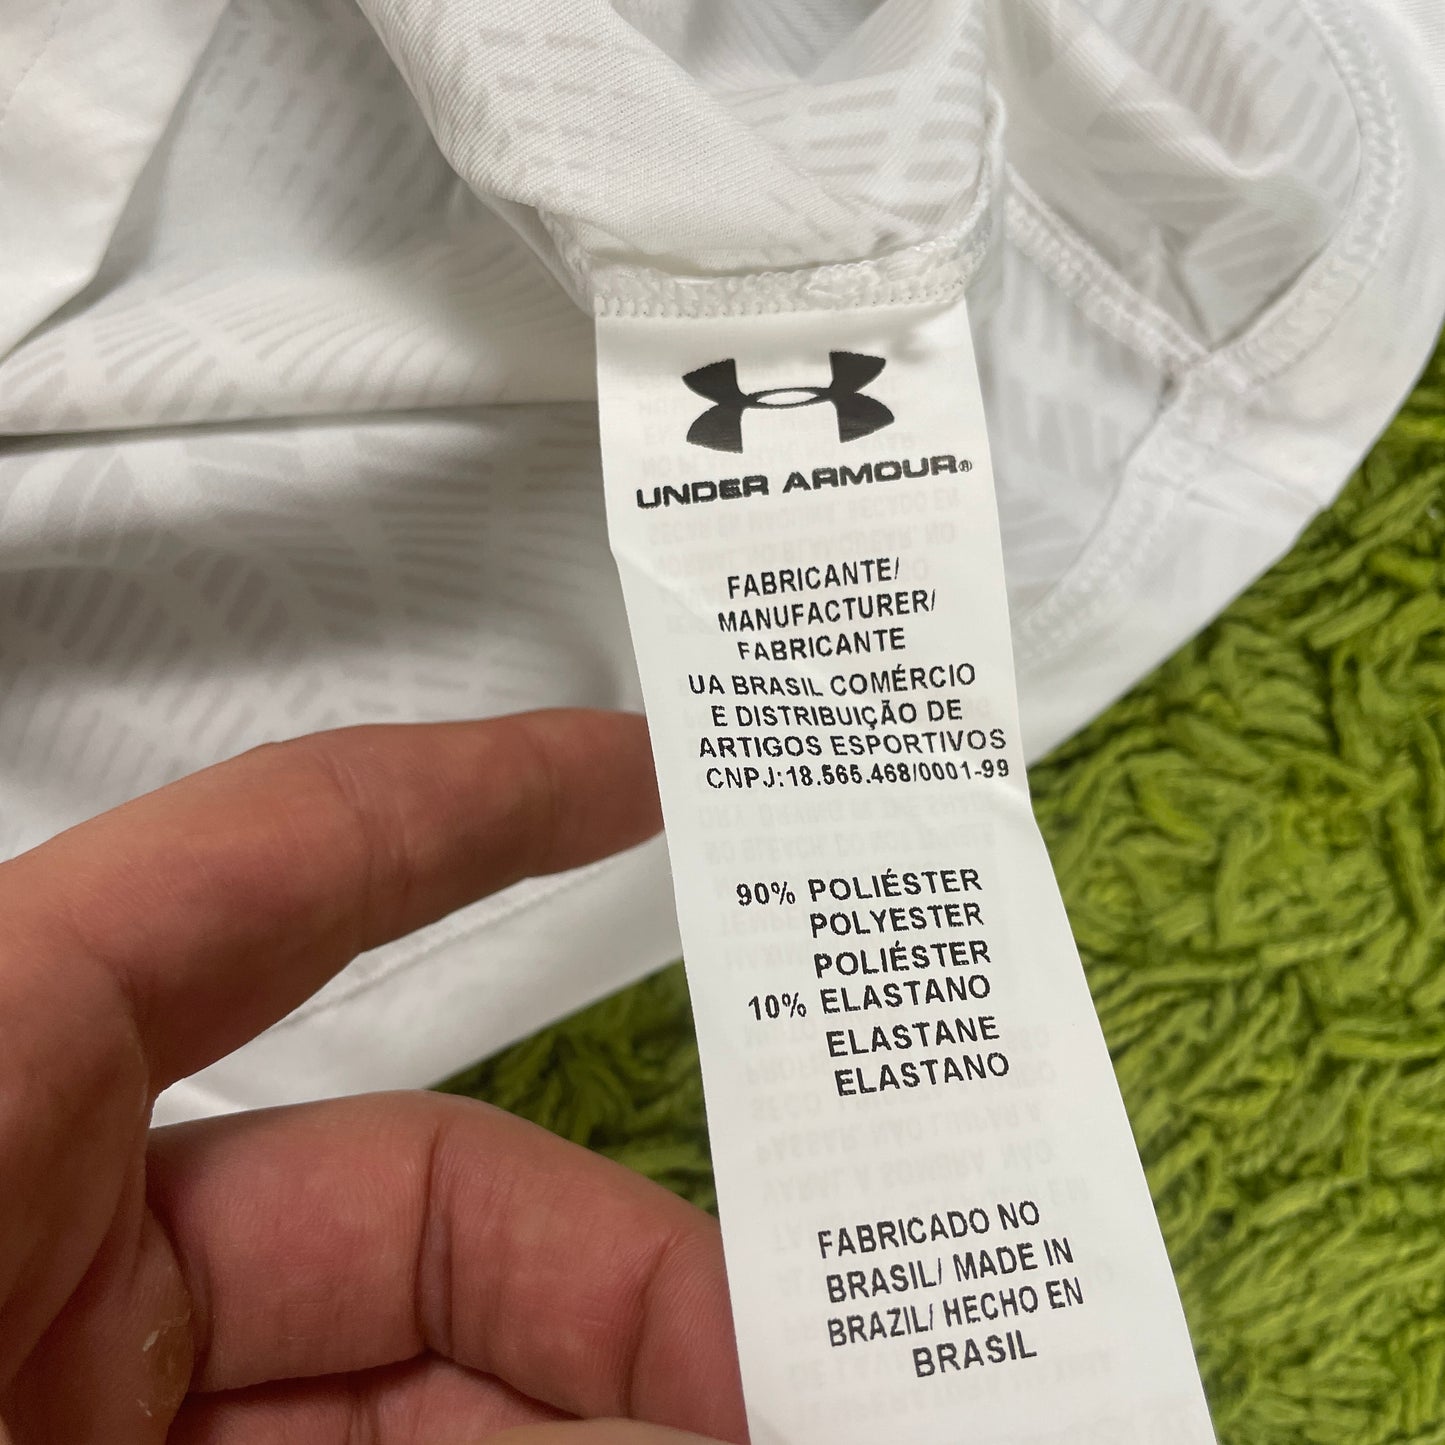 UNDER ARMOUR®
FABRICANTE/
MANUFACTURER/
FABRICANTE
UA BRASIL COMÉRCIO
E DISTRIBUIÇÃO DE
ARTIGOS ESPORTIVOS
CNPJ:18.565.468/0001-99
90% POLIÉSTER
POLYESTER
POLIÉSTER
10% ELASTANO
ELASTANE
ELASTANO
FABRICADO NO
BRASIL/ MADE IN
BRAZIL/ HECHO EN
BRASIL